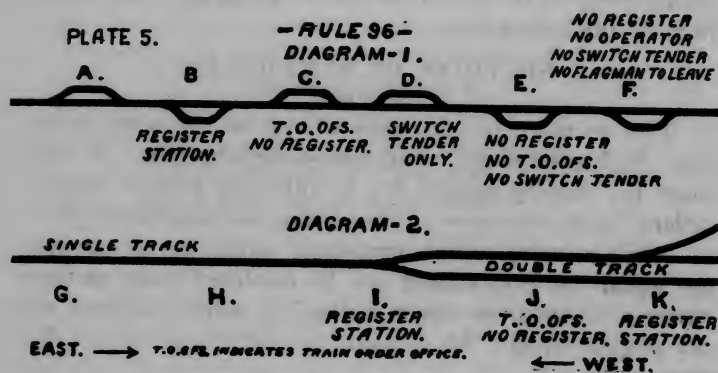 PLATE 5.
— RULE 96 —
DIAGRAM-1.
NO REGISTER
NO OPERATOR
NO SWITCH TENDER
NO FLAGMAN TO LEAVE
A. B C. D. E. F.
REGISTER
STATION.
T.O.OFS.
NO REGISTER.
SWITCH
TENDER
ONLY.
NO REGISTER
NO T.O.OFS.
NO SWITCH TENDER
DIAGRAM-2.
SINGLE TRACK
DOUBLE TRACK
G. H. I. J. K.
REGISTER
STATION.
T.O.OFS.
NO REGISTER.
REGISTER
STATION.
EAST. → T.O.OFS. INDICATES TRAIN ORDER OFFICE.
← WEST.